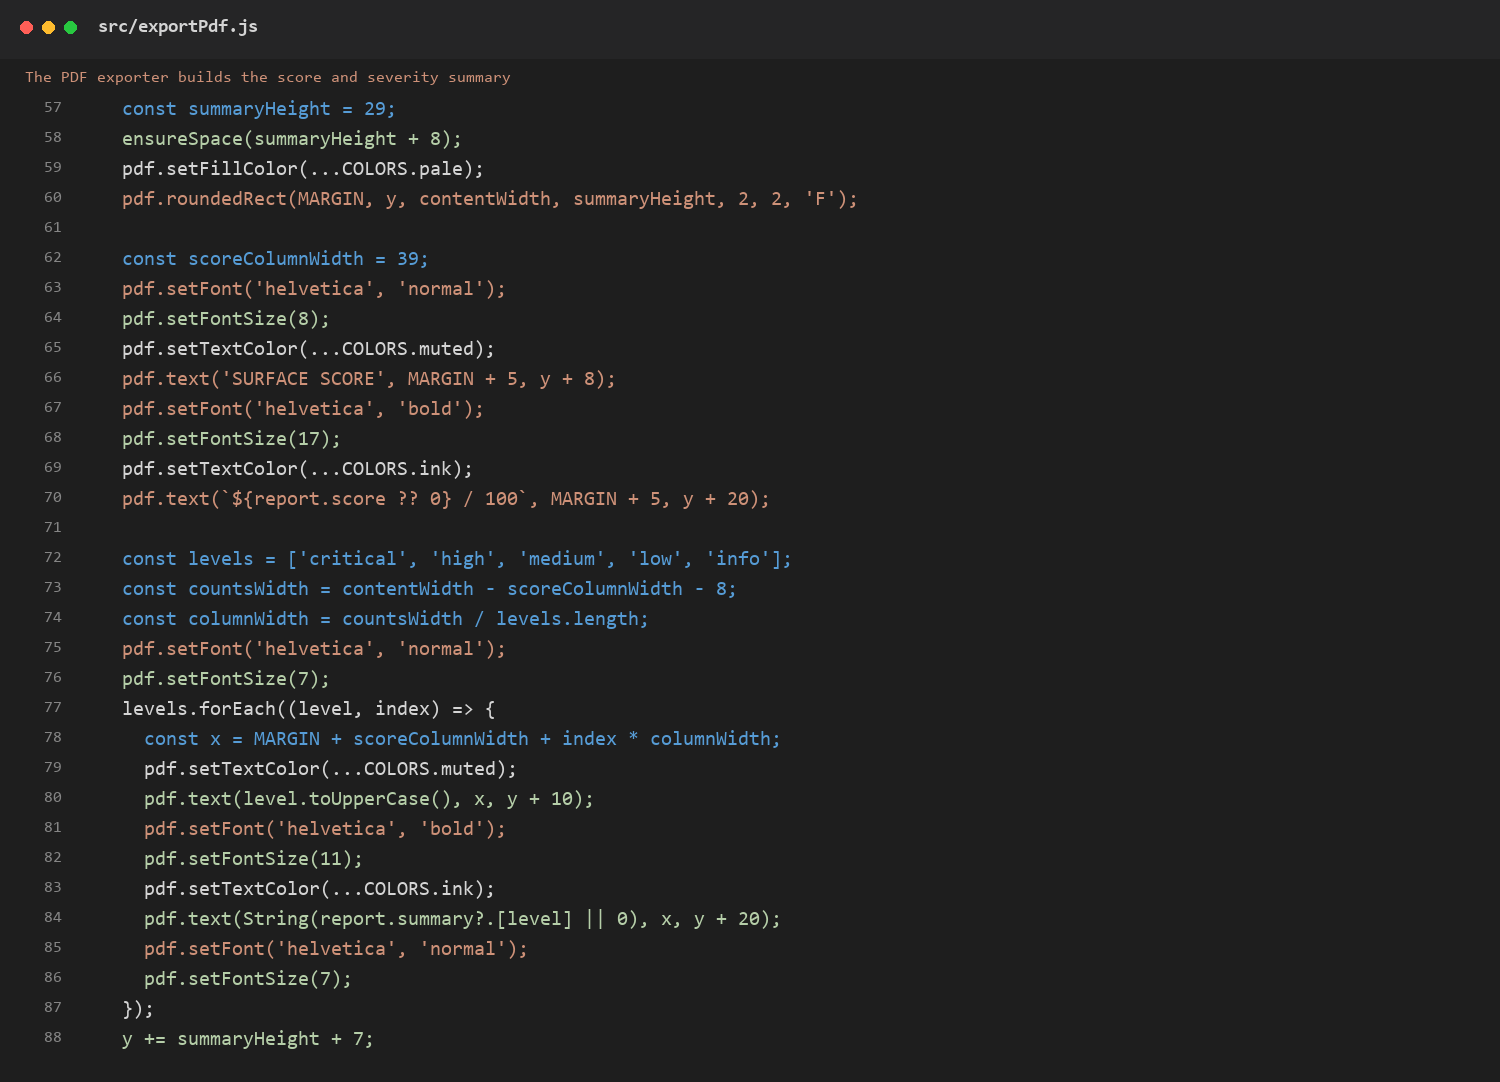 src/exportPdf.js
The PDF exporter builds the score and severity summary
57 const summaryHeight = 29;
58 ensureSpace(summaryHeight + 8);
59 pdf.setFillColor(...COLORS.pale);
60 pdf.roundedRect(MARGIN, y, contentWidth, summaryHeight, 2, 2, 'F');
61
62 const scoreColumnWidth = 39;
63 pdf.setFont('helvetica', 'normal');
64 pdf.setFontSize(8);
65 pdf.setTextColor(...COLORS.muted);
66 pdf.text('SURFACE SCORE', MARGIN + 5, y + 8);
67 pdf.setFont('helvetica', 'bold');
68 pdf.setFontSize(17);
69 pdf.setTextColor(...COLORS.ink);
70 pdf.text(`${report.score ?? 0} / 100`, MARGIN + 5, y + 20);
71
72 const levels = ['critical', 'high', 'medium', 'low', 'info'];
73 const countsWidth = contentWidth - scoreColumnWidth - 8;
74 const columnWidth = countsWidth / levels.length;
75 pdf.setFont('helvetica', 'normal');
76 pdf.setFontSize(7);
77 levels.forEach((level, index) => {
78   const x = MARGIN + scoreColumnWidth + index * columnWidth;
79   pdf.setTextColor(...COLORS.muted);
80   pdf.text(level.toUpperCase(), x, y + 10);
81   pdf.setFont('helvetica', 'bold');
82   pdf.setFontSize(11);
83   pdf.setTextColor(...COLORS.ink);
84   pdf.text(String(report.summary?.[level] || 0), x, y + 20);
85   pdf.setFont('helvetica', 'normal');
86   pdf.setFontSize(7);
87 });
88 y += summaryHeight + 7;